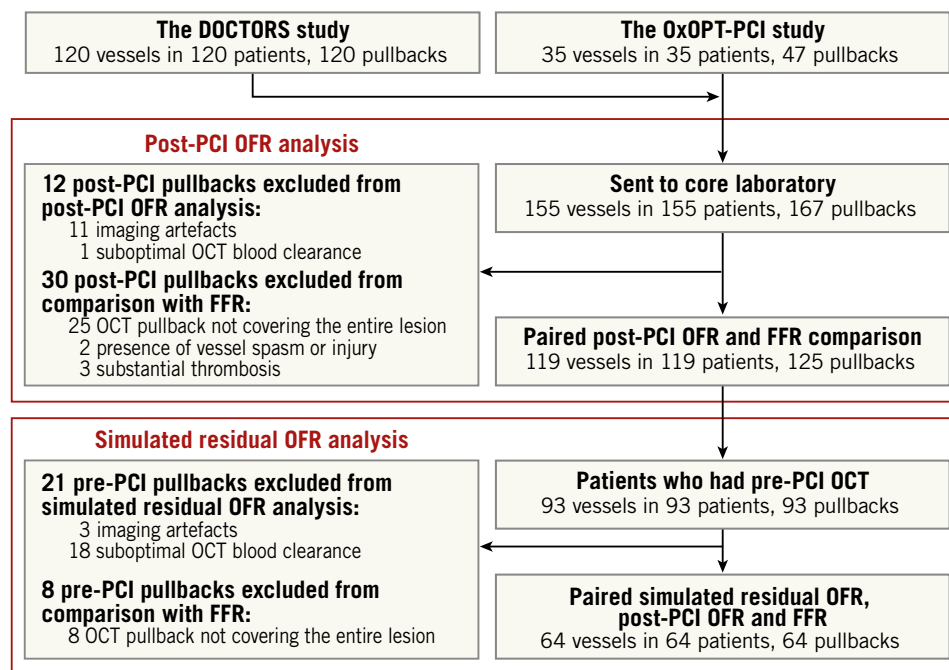 The DOCTORS study
120 vessels in 120 patients, 120 pullbacks
The OxOPT-PCI study
35 vessels in 35 patients, 47 pullbacks
Post-PCI OFR analysis
12 post-PCI pullbacks excluded from
post-PCI OFR analysis:
11 imaging artefacts
1 suboptimal OCT blood clearance
30 post-PCI pullbacks excluded from
comparison with FFR:
25 OCT pullback not covering the entire lesion
2 presence of vessel spasm or injury
3 substantial thrombosis
Sent to core laboratory
155 vessels in 155 patients, 167 pullbacks
Paired post-PCI OFR and FFR comparison
119 vessels in 119 patients, 125 pullbacks
Simulated residual OFR analysis
21 pre-PCI pullbacks excluded from
simulated residual OFR analysis:
3 imaging artefacts
18 suboptimal OCT blood clearance
8 pre-PCI pullbacks excluded from
comparison with FFR:
8 OCT pullback not covering the entire lesion
Patients who had pre-PCI OCT
93 vessels in 93 patients, 93 pullbacks
Paired simulated residual OFR,
post-PCI OFR and FFR
64 vessels in 64 patients, 64 pullbacks